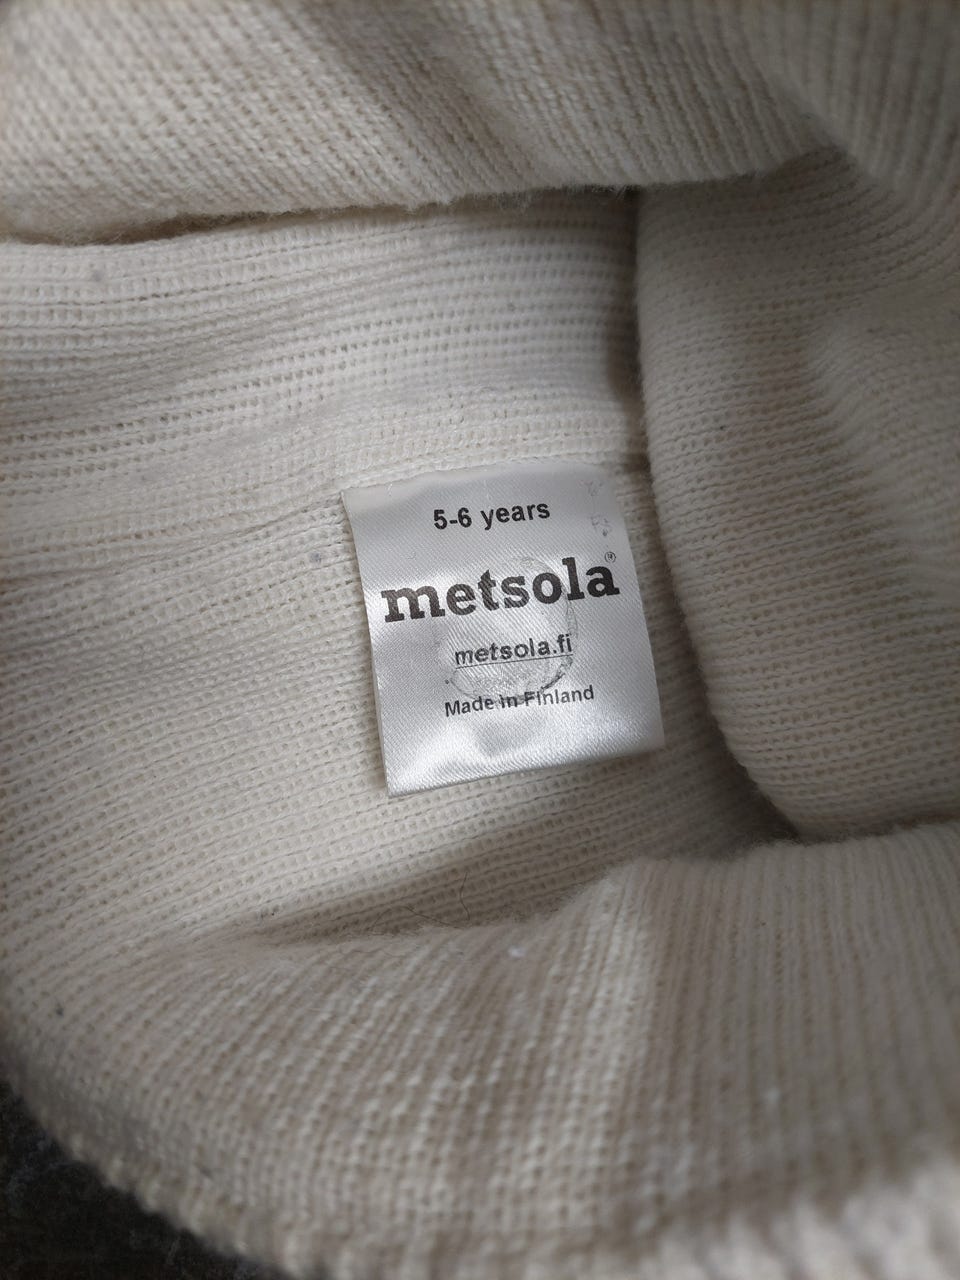 5-6 years
metsola®
metsola.fi
Made in Finland